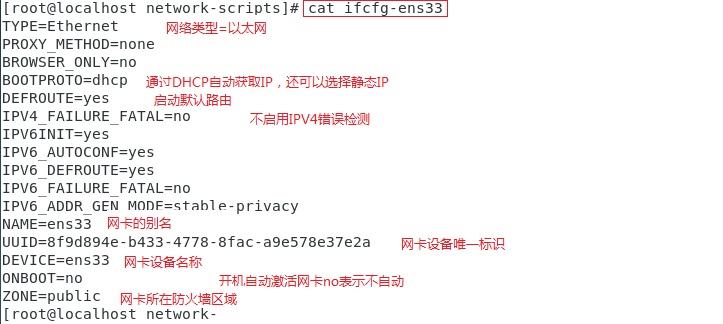 [root@localhost network-scripts]# cat ifcfg-ens33
TYPE=Ethernet 网络类型=以太网
PROXY_METHOD=none
BROWSER_ONLY=no
BOOTPROTO=dhcp 通过DHCP自动获取IP，还可以选择静态IP
DEFROUTE=yes 启动默认路由
IPV4_FAILURE_FATAL=no 不启用IPV4错误检测
IPV6INIT=yes
IPV6_AUTOCONF=yes
IPV6_DEFROUTE=yes
IPV6_FAILURE_FATAL=no
IPV6_ADDR_GEN_MODE=stable-privacy
NAME=ens33 网卡的别名
UUID=8f9d894e-b433-4778-8fac-a9e578e37e2a 网卡设备唯一标识
DEVICE=ens33 网卡设备名称
ONBOOT=no 开机自动激活网卡no表示不自动
ZONE=public 网卡所在防火墙区域
[root@localhost network-